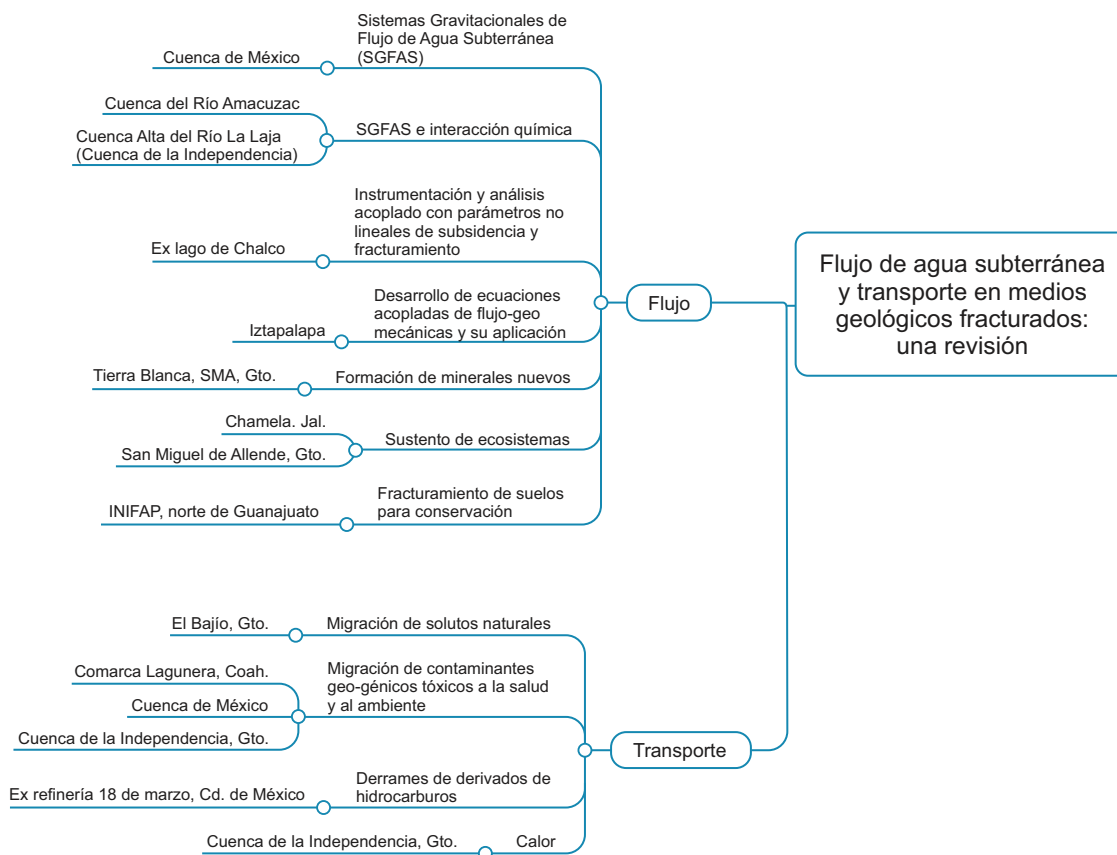 Sistemas Gravitacionales de
Flujo de Agua Subterránea
(SGFAS)
Cuenca de México
Cuenca del Río Amacuzac
SGFAS e interacción química
Cuenca Alta del Río La Laja
(Cuenca de la Independencia)
Instrumentación y análisis
acoplado con parámetros no
lineales de subsidencia y
fracturamiento
Ex lago de Chalco
Desarrollo de ecuaciones
acopladas de flujo-geo
mecánicas y su aplicación
Iztapalapa
Tierra Blanca, SMA, Gto.
Formación de minerales nuevos
Chamela. Jal.
Sustento de ecosistemas
San Miguel de Allende, Gto.
Fracturamiento de suelos
para conservación
INIFAP, norte de Guanajuato
Flujo
Flujo de agua subterránea
y transporte en medios
geológicos fracturados:
una revisión
El Bajío, Gto.
Migración de solutos naturales
Comarca Lagunera, Coah.
Migración de contaminantes
geo-génicos tóxicos a la salud
y al ambiente
Cuenca de México
Cuenca de la Independencia, Gto.
Transporte
Derrames de derivados de
hidrocarburos
Ex refinería 18 de marzo, Cd. de México
Cuenca de la Independencia, Gto.
Calor